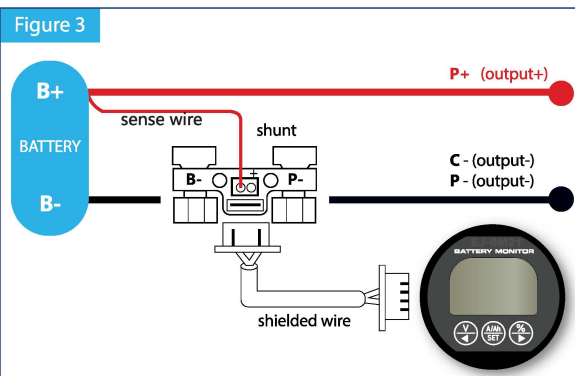 Figure 3
B+
BATTERY
B-
sense wire
shunt
B-
+
P-
P+ (output+)
C - (output-)
P - (output-)
shielded wire
BATTERY MONITOR
V
A/Ah
SET
%